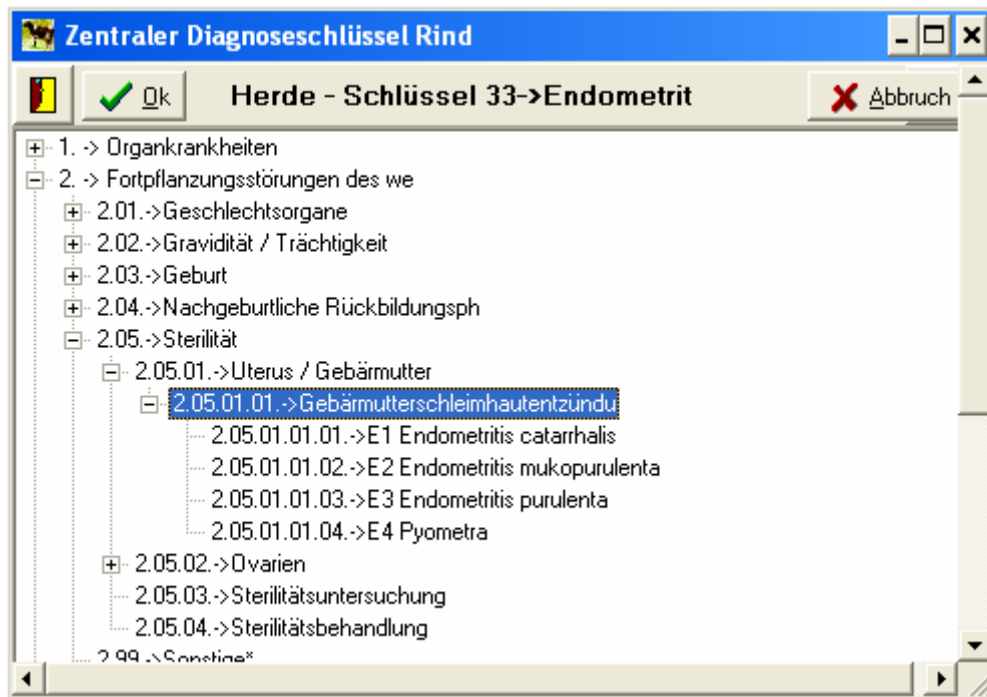 Zentraler Diagnoseschlüssel Rind
Ok Herde - Schlüssel 33->Endometrit Abbruch
1. -> Organkrankheiten
2. -> Fortpflanzungsstörungen des we
2.01.->Geschlechtsorgane
2.02.->Gravidität / Trächtigkeit
2.03.->Geburt
2.04.->Nachgeburtliche Rückbildungsph
2.05.->Sterilität
2.05.01.->Uterus / Gebärmutter
2.05.01.01.->Gebärmutterschleimhautentzündu
2.05.01.01.01.->E1 Endometritis catarrhalis
2.05.01.01.02.->E2 Endometritis mukopurulenta
2.05.01.01.03.->E3 Endometritis purulenta
2.05.01.01.04.->E4 Pyometra
2.05.02.->Ovarien
2.05.03.->Sterilitätsuntersuchung
2.05.04.->Sterilitätsbehandlung
2.99.->Sonstige*